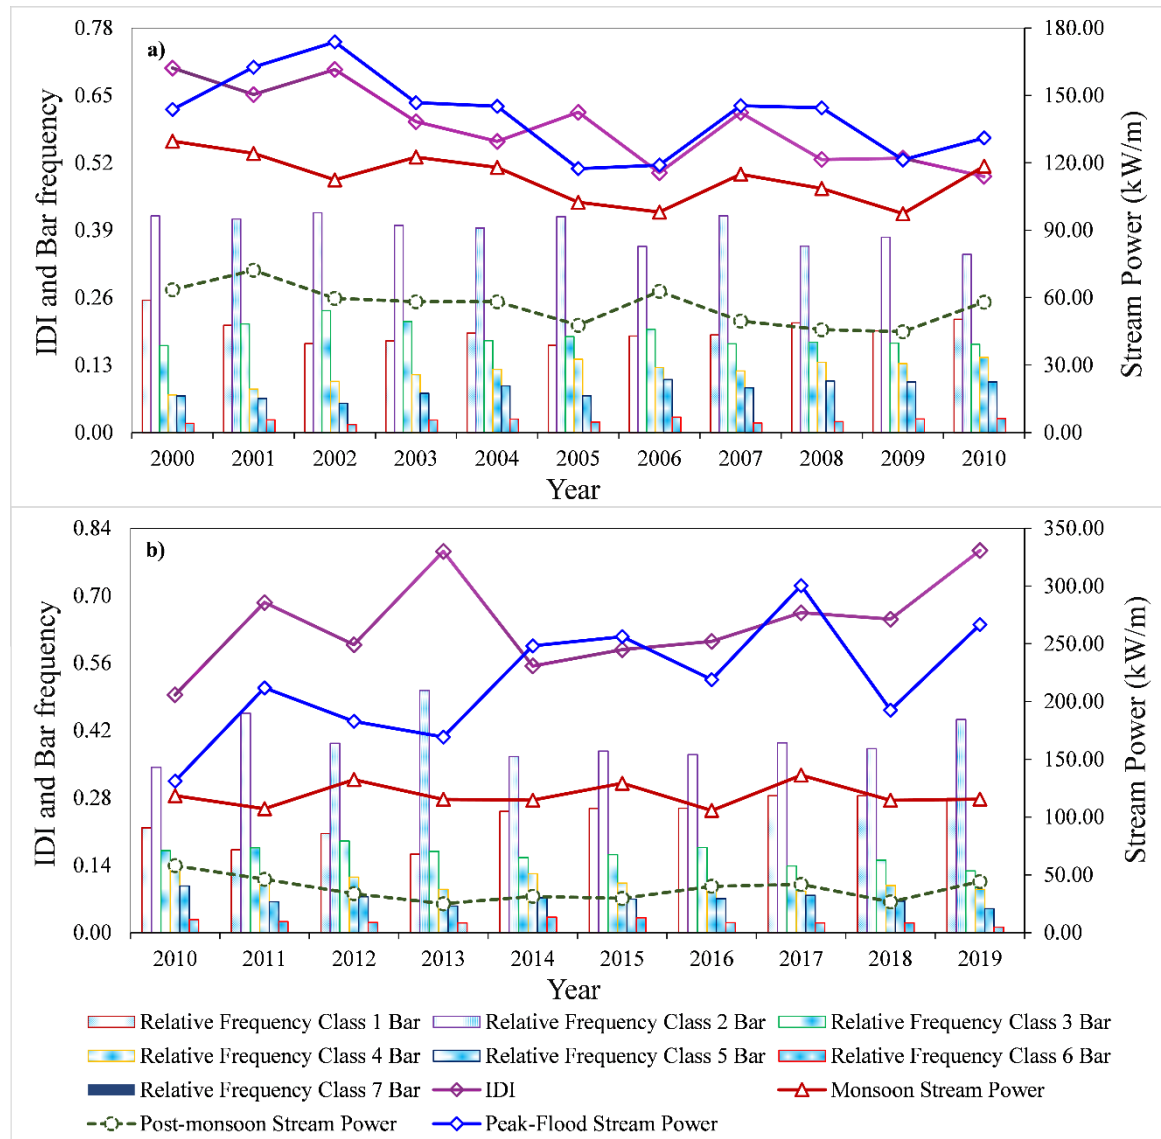 a)
IDI and Bar frequency
0.78
0.65
0.52
0.39
0.26
0.13
0.00
180.00
150.00
120.00
90.00
60.00
30.00
0.00
Stream Power (kW/m)
2000 2001 2002 2003 2004 2005 2006 2007 2008 2009 2010
Year
b)
IDI and Bar frequency
0.84
0.70
0.56
0.42
0.28
0.14
0.00
350.00
300.00
250.00
200.00
150.00
100.00
50.00
0.00
Stream Power (kW/m)
2010 2011 2012 2013 2014 2015 2016 2017 2018 2019
Year
Relative Frequency Class 1 Bar Relative Frequency Class 2 Bar Relative Frequency Class 3 Bar
Relative Frequency Class 4 Bar Relative Frequency Class 5 Bar Relative Frequency Class 6 Bar
Relative Frequency Class 7 Bar IDI Monsoon Stream Power
Post-monsoon Stream Power Peak-Flood Stream Power